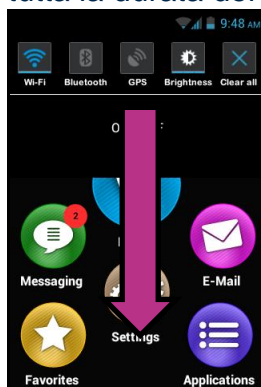 9:48 AM
Wi-Fi Bluetooth GPS Brightness Clear all
2
Messaging E-Mail
Settings
Favorites Applications